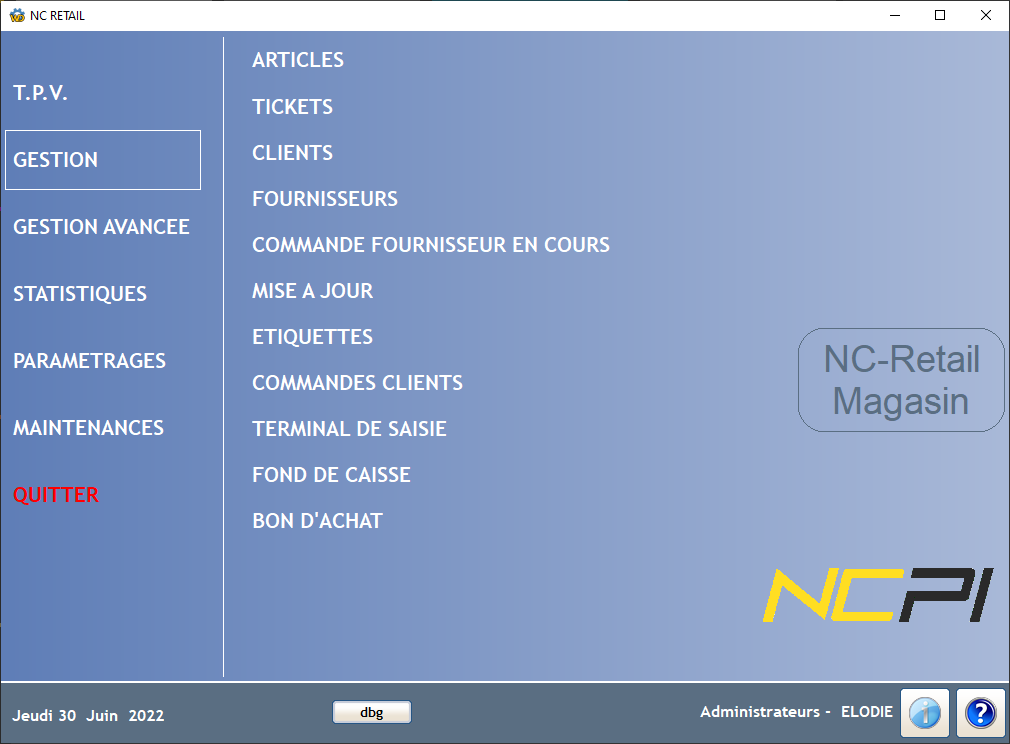 NC RETAIL
T.P.V.
GESTION
GESTION AVANCEE
STATISTIQUES
PARAMETRAGES
MAINTENANCES
QUITTER
ARTICLES
TICKETS
CLIENTS
FOURNISSEURS
COMMANDE FOURNISSEUR EN COURS
MISE A JOUR
ETIQUETTES
COMMANDES CLIENTS
TERMINAL DE SAISIE
FOND DE CAISSE
BON D'ACHAT
NC-Retail
Magasin
NCPI
Jeudi 30 Juin 2022
dbg
Administrateurs - ELODIE
i
?